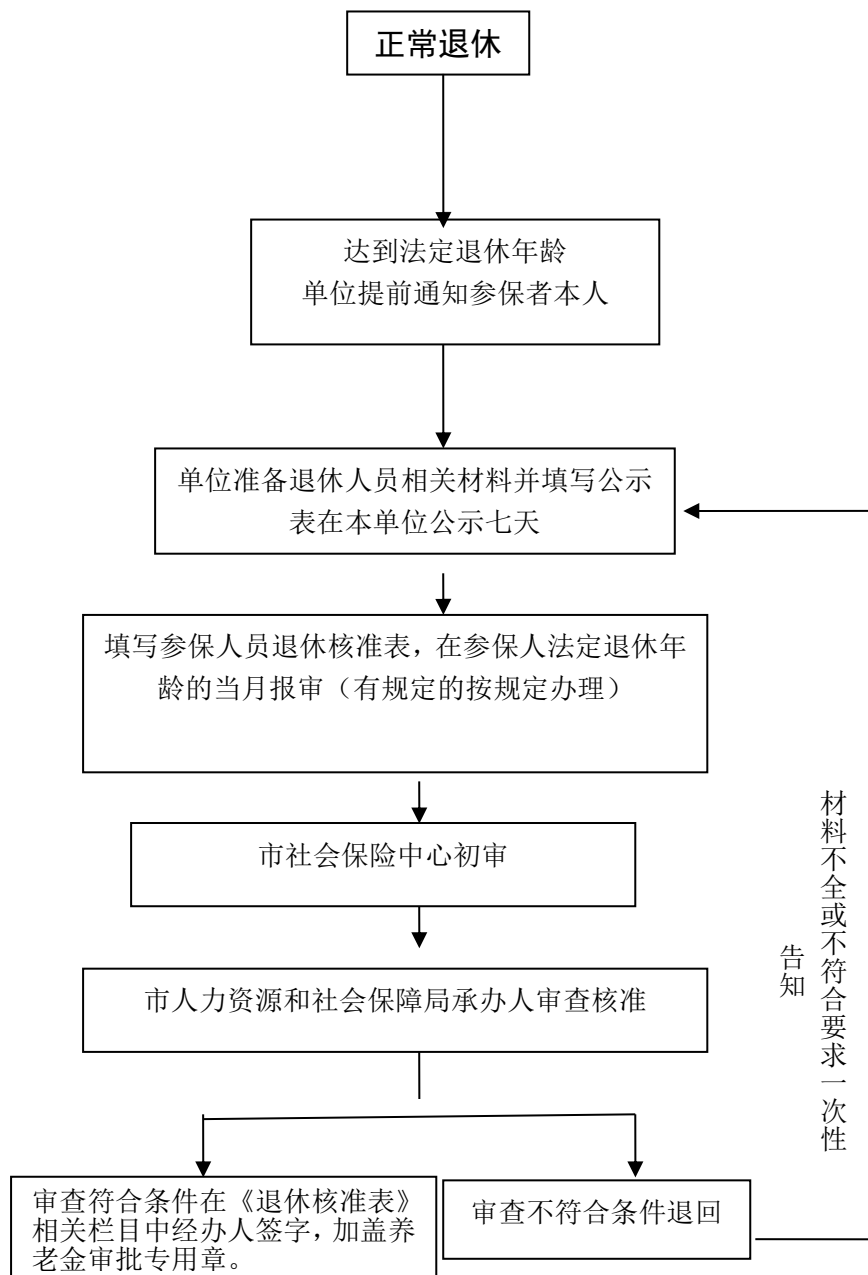 正常退休
达到法定退休年龄
单位提前通知参保者本人
单位准备退休人员相关材料并填写公示
表在本单位公示七天
填写参保人员退休核准表，在参保人法定退休年
龄的当月报审（有规定的按规定办理）
市社会保险中心初审
市人力资源和社会保障局承办人审查核准
材料不全或不符合要求一次性
告知
审查符合条件在《退休核准表》
相关栏目中经办人签字，加盖养
老金审批专用章。
审查不符合条件退回